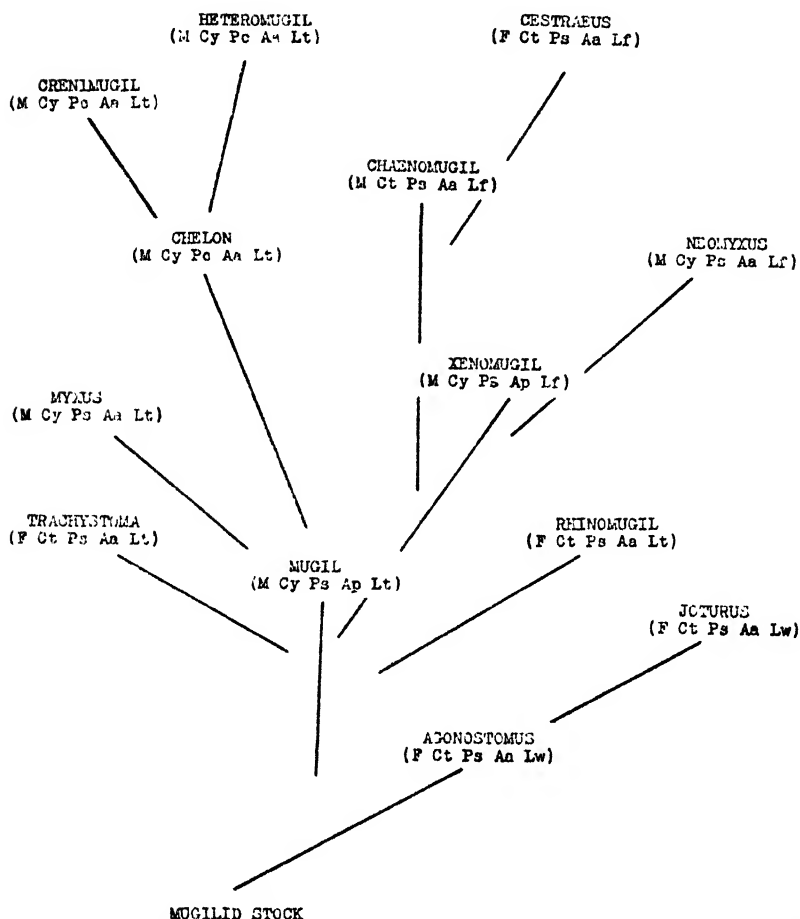 HETEROMUGIL
(M Cy Pc Aa Lt)
CESTRAEUS
(F Ct Ps Aa Lf)
CRENIMUGIL
(M Cy Pc Aa Lt)
CHAENOMUGIL
(M Ct Ps Aa Lf)
CHELON
(M Cy Pc Aa Lt)
NEOMYXUS
(M Cy Ps Aa Lf)
XENOMUGIL
(M Cy Ps Ap Lf)
MYXUS
(M Cy Ps Aa Lt)
TRACHYSTOMA
(F Ct Ps Aa Lt)
RHINOMUGIL
(F Ct Ps Aa Lt)
MUGIL
(M Cy Ps Ap Lt)
JOTURUS
(F Ct Ps Aa Lw)
AGONOSTOMUS
(F Ct Ps Aa Lw)
MUGILID STOCK